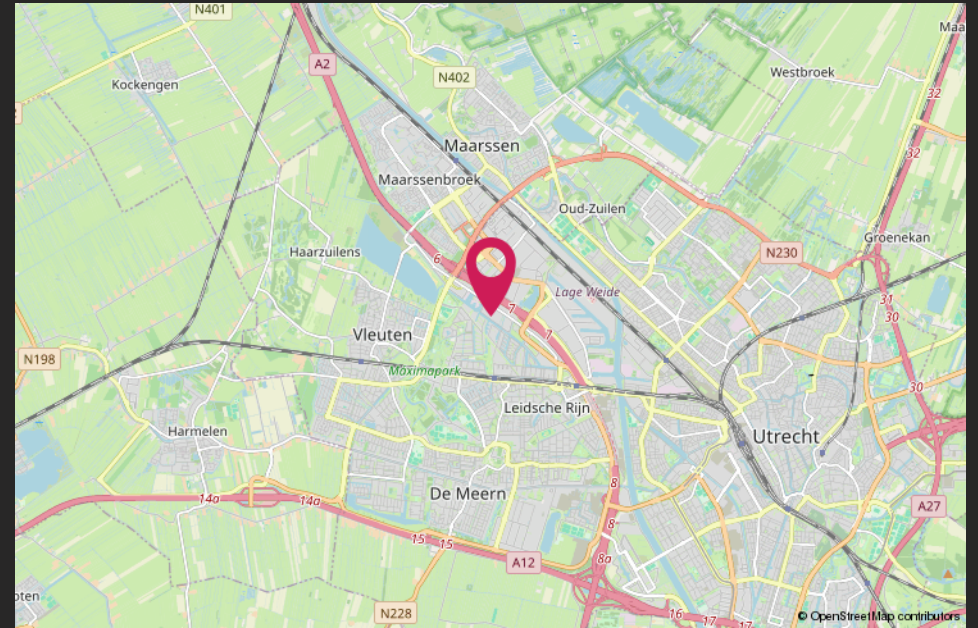 N401
Maa
A2
Westbroek
N402
Kockengen
32
Maarssen
32
Maarssenbroek
Oud-Zuilen
Groenekan
Haarzuilens
N230
6
Lage Weide
31
7
30
7
Vleuten
N198
Máximapark
30
Leidsche Rijn
Harmelen
Utrecht
8
De Meern
14a
14a
A27
8
15
15
8a
A12
oten
N228
16
17
17
© OpenStreetMap contributors